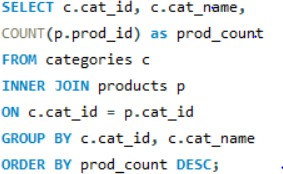 SELECT c.cat_id, c.cat_name,
COUNT(p.prod_id) as prod_count
FROM categories c
INNER JOIN products p
ON c.cat_id = p.cat_id
GROUP BY c.cat_id, c.cat_name
ORDER BY prod_count DESC;